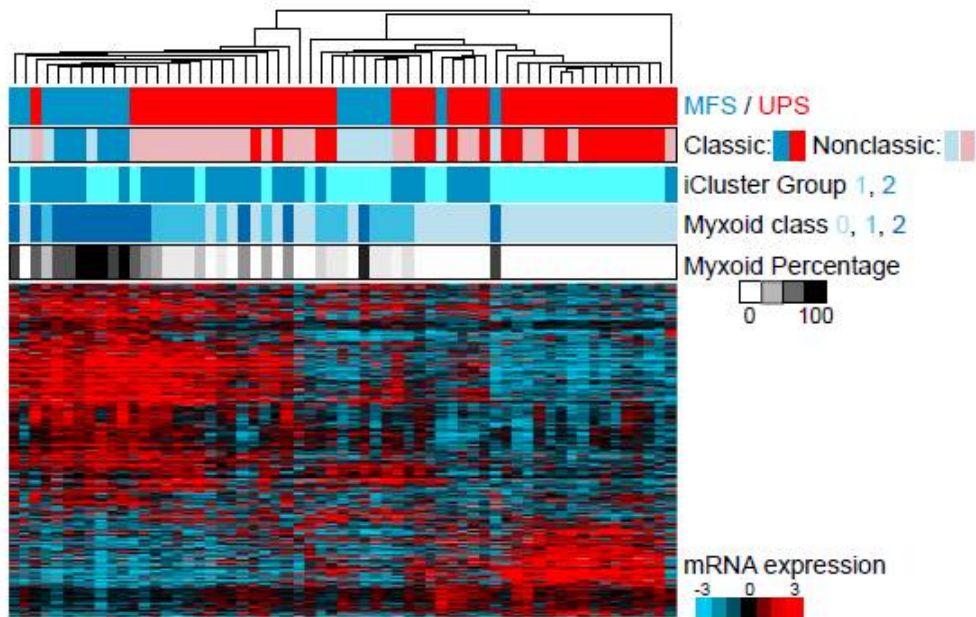 MFS / UPS
Classic: Nonclassic:
iCluster Group 1, 2
Myxoid class 0, 1, 2
Myxoid Percentage
0 100
mRNA expression
-3 0 3